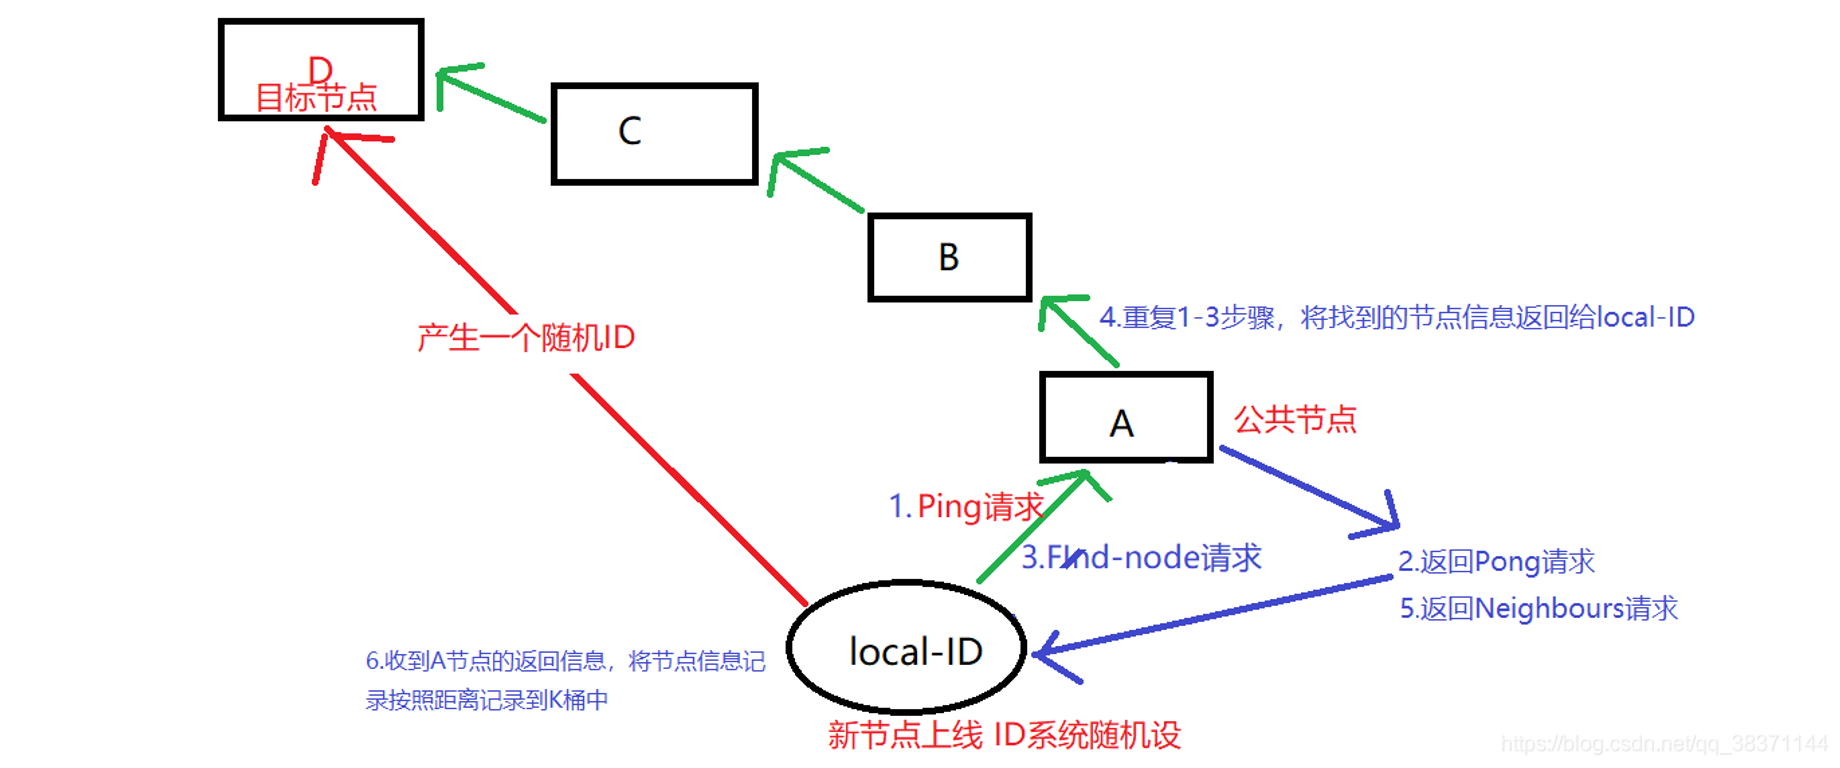 D
目标节点
C
B
4.重复1-3步骤，将找到的节点信息返回给local-ID
产生一个随机ID
A
公共节点
1. Ping请求
3.FInd-node请求
2.返回Pong请求
5.返回Neighbours请求
local-ID
6.收到A节点的返回信息，将节点信息记
录按照距离记录到K桶中
新节点上线 ID系统随机设
https://blog.csdn.net/qq_38371144